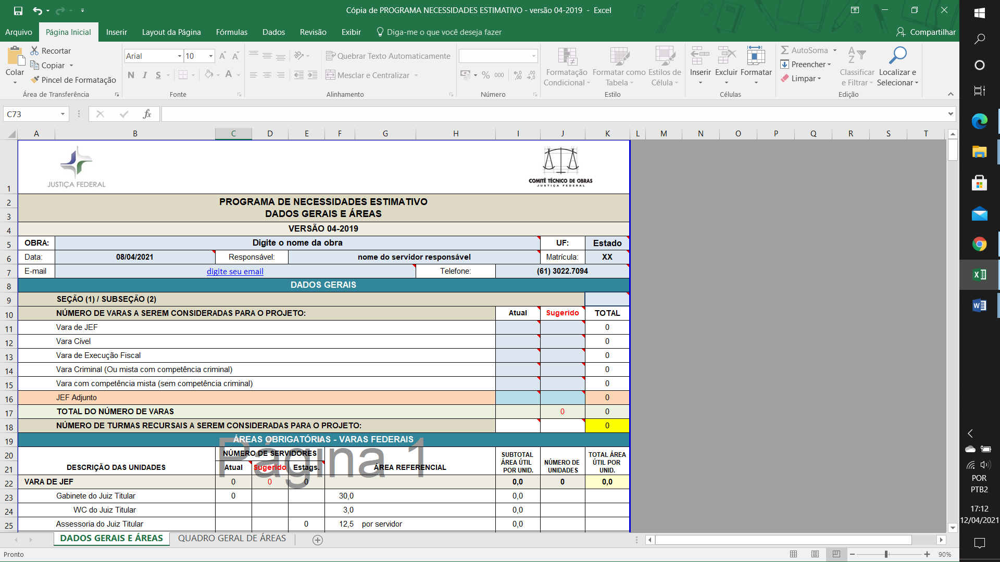 Cópia de PROGRAMA NECESSIDADES ESTIMATIVO - versão 04-2019 - Excel
Arquivo Página Inicial Inserir Layout da Página Fórmulas Dados Revisão Exibir Diga-me o que você deseja fazer Compartilhar
Colar
Recortar
Copiar
Pincel de Formatação
Área de Transferência
Arial 10
N I S A
Fonte
Quebrar Texto Automaticamente
Mesclar e Centralizar
Alinhamento
% 000
Número
Formatação Condicional
Formatar como Tabela
Estilos de Célula
Estilo
Inserir Excluir Formatar
Células
AutoSoma
Preencher
Limpar
Classificar e Filtrar
Localizar e Selecionar
Edição
C73 fx
A B C D E F G H I J K L M N O P Q R S T
JUSTIÇA FEDERAL
COMITÊ TÉCNICO DE OBRAS
JUSTIÇA FEDERAL
1
2 PROGRAMA DE NECESSIDADES ESTIMATIVO
3 DADOS GERAIS E ÁREAS
4 VERSÃO 04-2019
5 OBRA: Digite o nome da obra UF: Estado
6 Data: 08/04/2021 Responsável: nome do servidor responsável Matrícula: XX
7 E-mail digite seu email Telefone: (61) 3022.7094
8 DADOS GERAIS
9 SEÇÃO (1) / SUBSEÇÃO (2)
10 NÚMERO DE VARAS A SEREM CONSIDERADAS PARA O PROJETO: Atual Sugerido TOTAL
11 Vara de JEF 0
12 Vara Cível 0
13 Vara de Execução Fiscal 0
14 Vara Criminal (Ou mista com competência criminal) 0
15 Vara com competência mista (sem competência criminal) 0
16 JEF Adjunto 0
17 TOTAL DO NÚMERO DE VARAS 0 0
18 NÚMERO DE TURMAS RECURSAIS A SEREM CONSIDERADAS PARA O PROJETO: 0
19 ÁREAS OBRIGATÓRIAS - VARAS FEDERAIS
Página 1
20 NÚMERO DE SERVIDORES SUBTOTAL ÁREA ÚTIL POR UNID. NÚMERO DE UNIDADES TOTAL ÁREA ÚTIL POR UNID.
21 DESCRIÇÃO DAS UNIDADES Atual Sugerido Estags. ÁREA REFERENCIAL
22 VARA DE JEF 0 0 0 0,0 0 0,0
23 Gabinete do Juiz Titular 0 30,0 0,0
24 WC do Juiz Titular 3,0 0,0
25 Assessoria do Juiz Titular 0 12,5 por servidor 0,0
DADOS GERAIS E ÁREAS QUADRO GERAL DE ÁREAS
Pronto 90%
POR
PTB2
17:12
12/04/2021